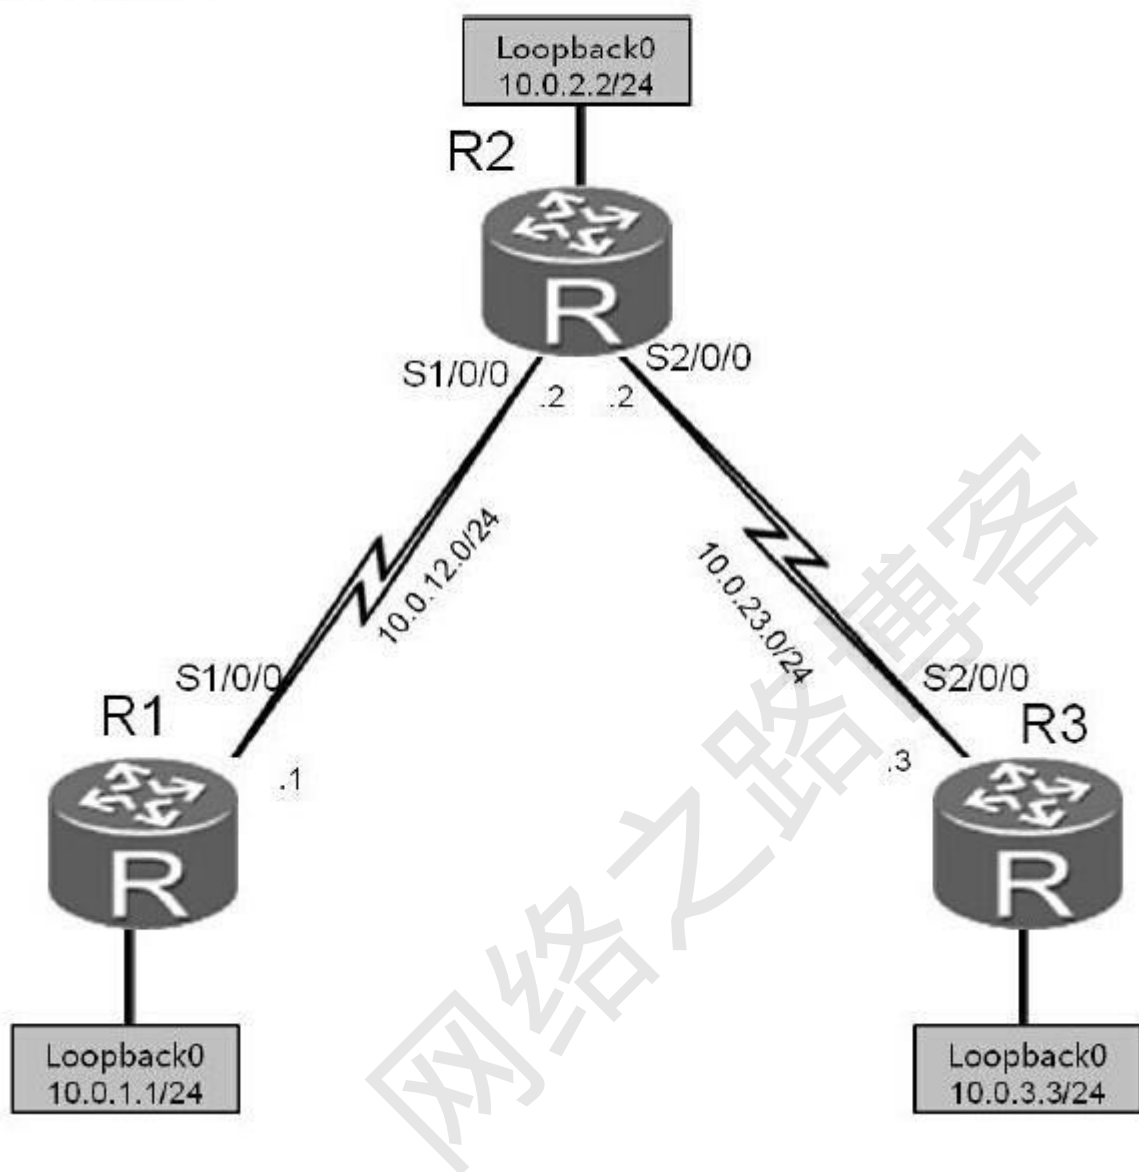 Loopback0
10.0.2.2/24
R2
R
S1/0/0
S2/0/0
.2
.2
10.0.12.0/24
10.0.23.0/24
S1/0/0
S2/0/0
R1
R3
.1
.3
R
R
Loopback0
10.0.1.1/24
Loopback0
10.0.3.3/24
网络之路博客